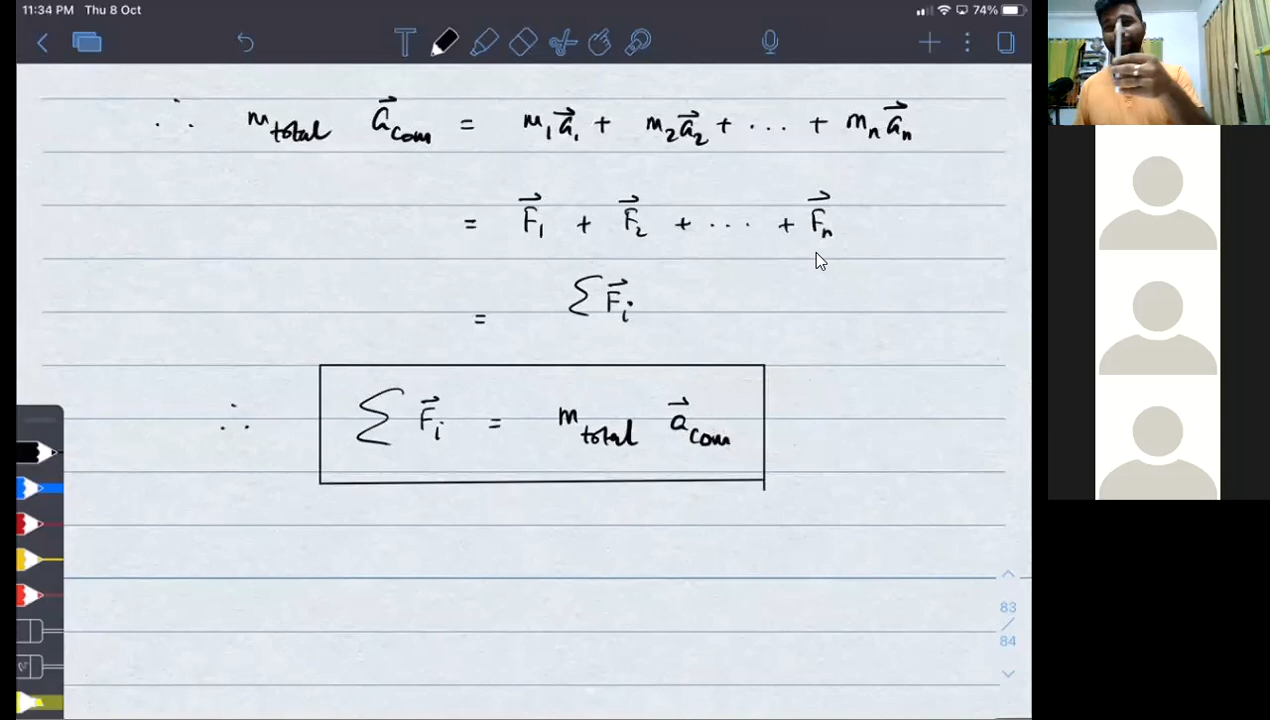 11:34 PM Thu 8 Oct 74%
∴ m_total a⃗_com = m₁a⃗₁ + m₂a⃗₂ + ... + mₙa⃗ₙ
= F⃗₁ + F⃗₂ + ... + F⃗ₙ
= ΣF⃗ᵢ
∴ Σ F⃗ᵢ = m_total a⃗_com
83
/
84